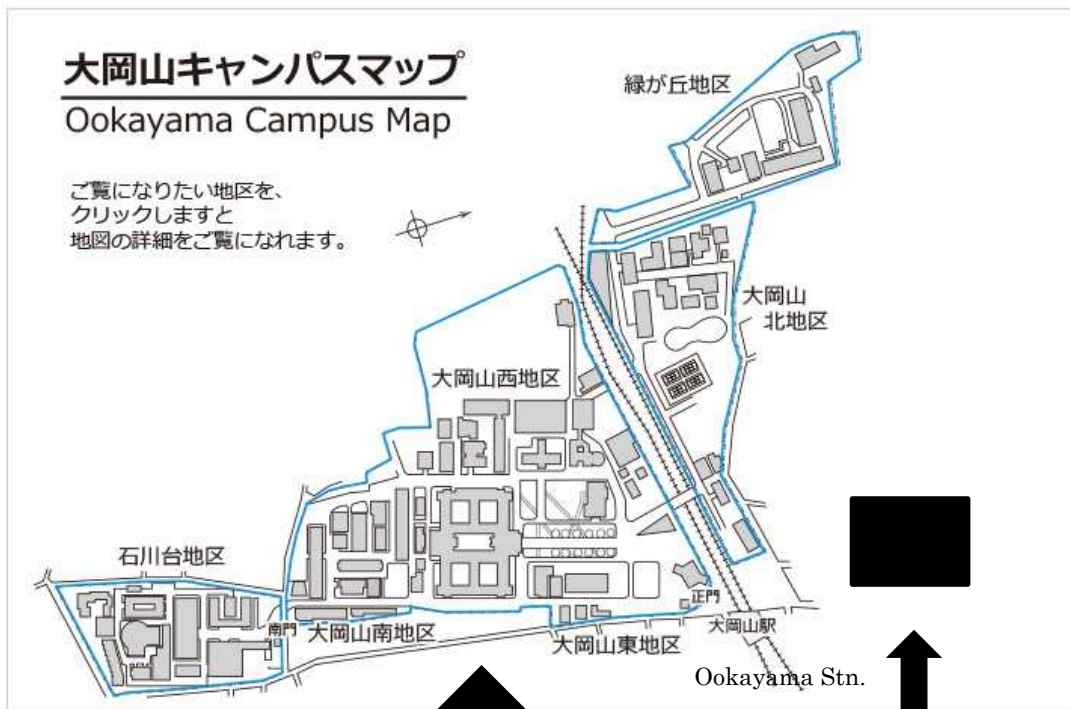 大岡山キャンパスマップ
Ookayama Campus Map
ご覧になりたい地区を、
クリックしますと
地図の詳細をご覧になれます。
緑が丘地区
大岡山
北地区
大岡山西地区
石川台地区
南門
大岡山南地区
大岡山東地区
正門
大岡山駅
Ookayama Stn.